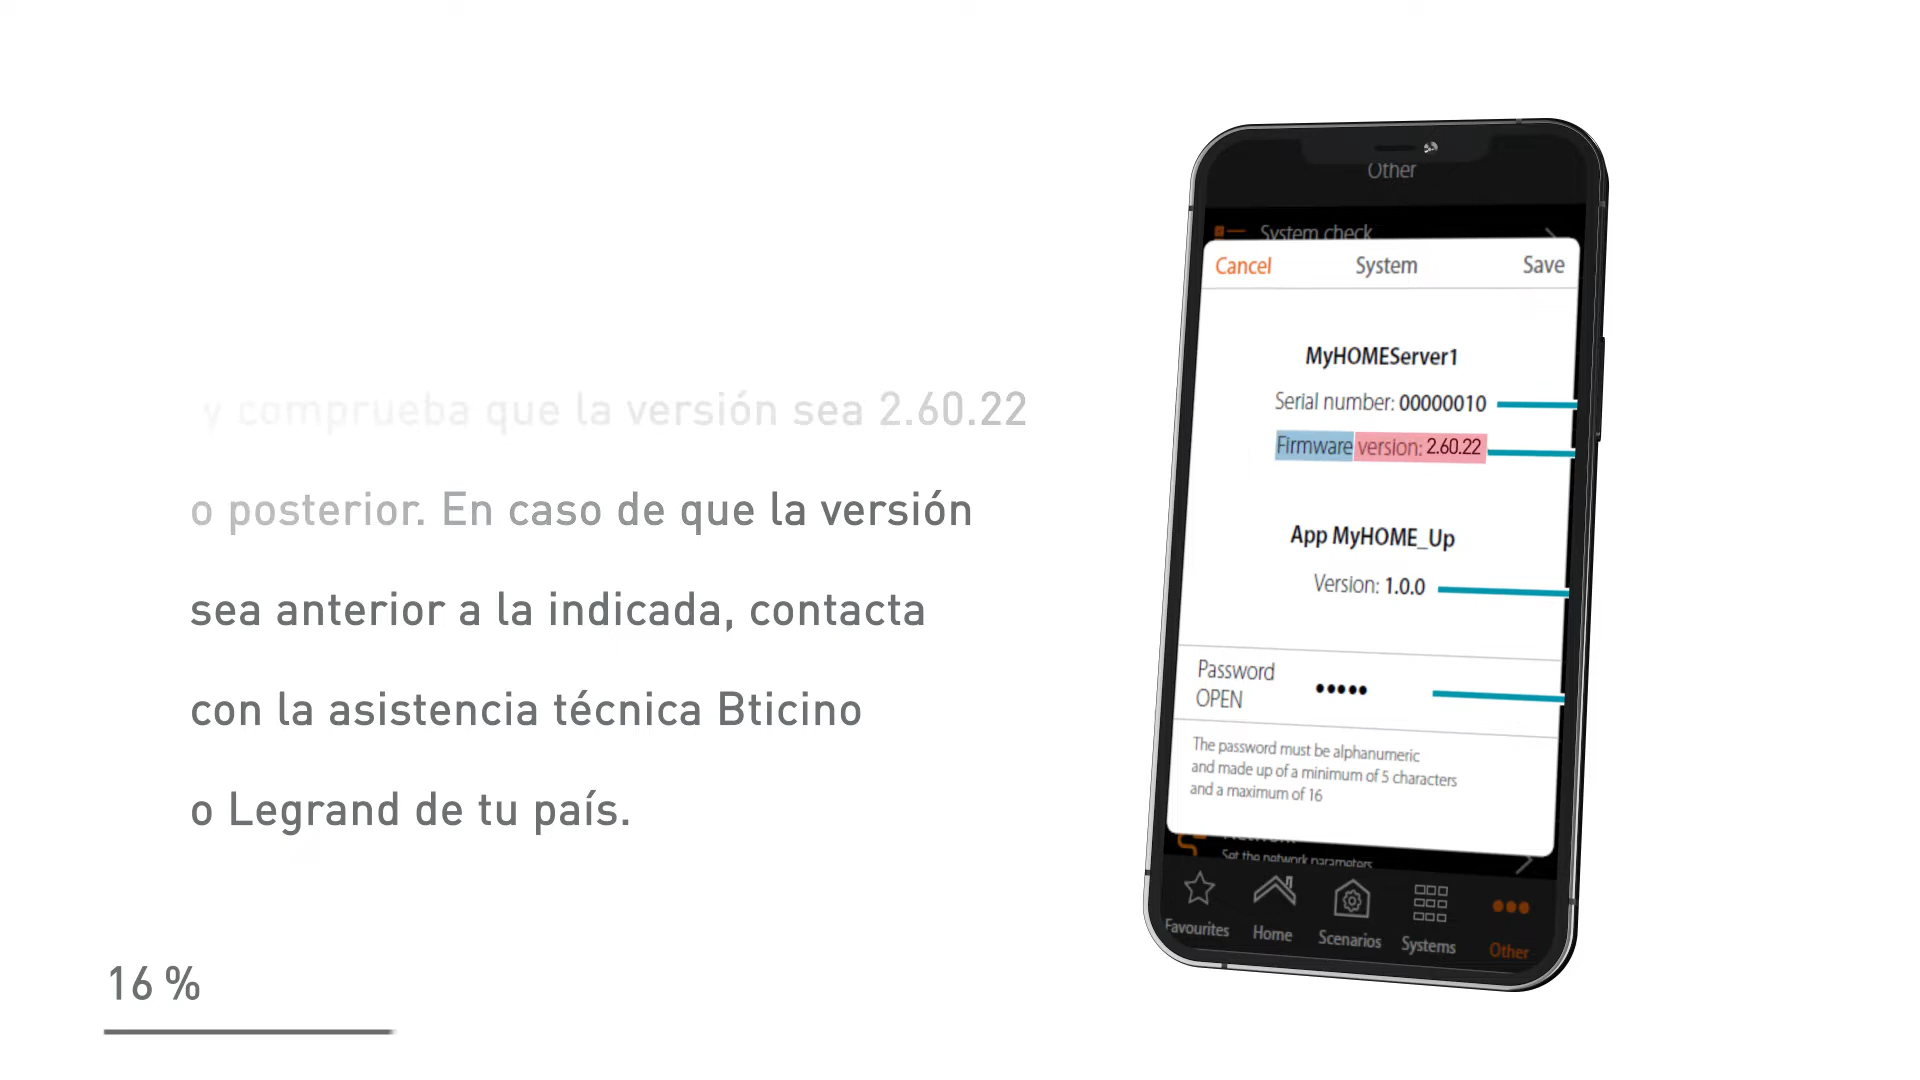 y comprueba que la versión sea 2.60.22
o posterior. En caso de que la versión
sea anterior a la indicada, contacta
con la asistencia técnica Bticino
o Legrand de tu país.
16 %
Other
System check
Cancel System Save
MyHOMEServer1
Serial number: 00000010
Firmware version: 2.60.22
App MyHOME_Up
Version: 1.0.0
Password
OPEN
•••••
The password must be alphanumeric
and made up of a minimum of 5 characters
and a maximum of 16
Network
Set the network parameters
Favourites Home Scenarios Systems Other